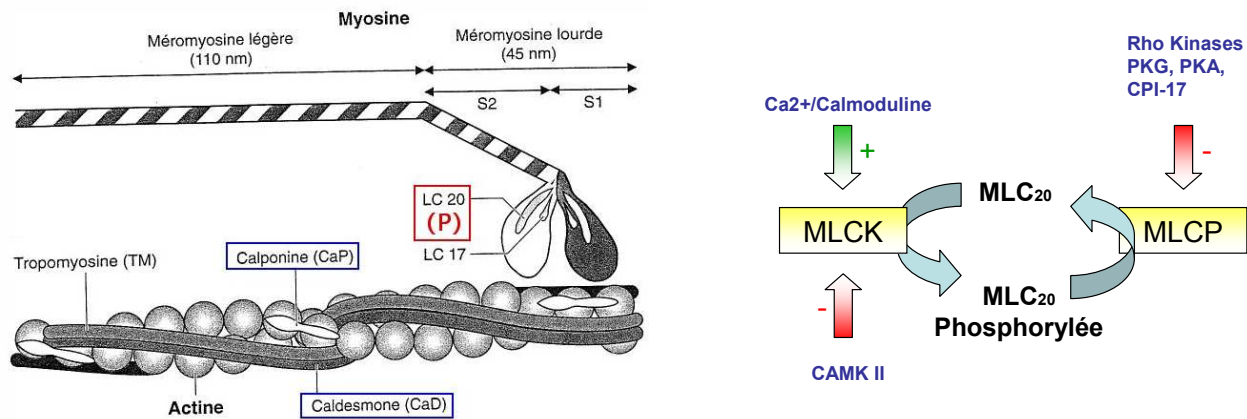 Myosine
Méromyosine légère
(110 nm)
Méromyosine lourde
(45 nm)
S2
S1
LC 20
(P)
LC 17
Calponine (CaP)
Tropomyosine (TM)
Actine
Caldesmone (CaD)
Rho Kinases
PKG, PKA,
CPI-17
Ca2+/Calmoduline
+
-
MLC20
MLCK
MLCP
-
MLC20
Phosphorylée
CAMK II